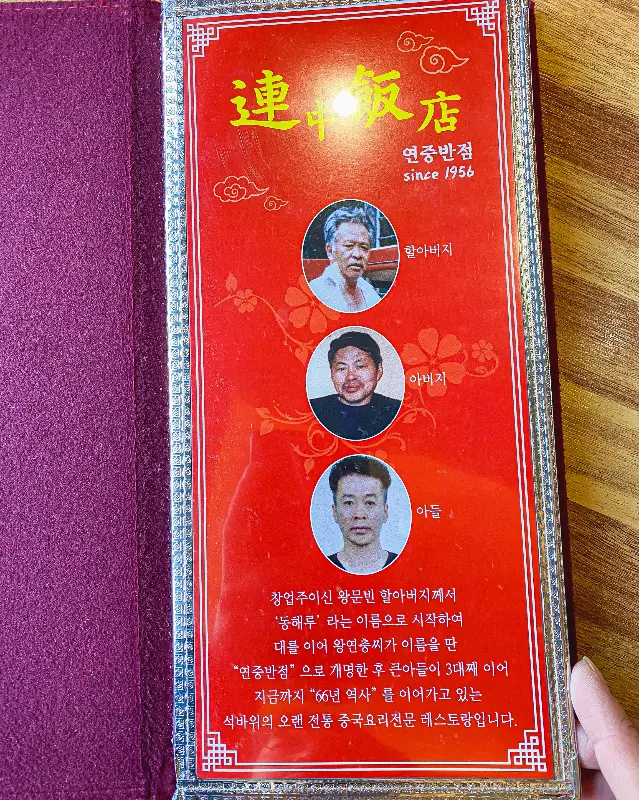 連中飯店
연중반점
since 1956
할아버지
아버지
아들
창업주이신 왕문빈 할아버지께서
'동해루' 라는 이름으로 시작하여
대를 이어 왕연충씨가 이름을 딴
“연중반점” 으로 개명한 후 큰아들이 3대째 이어
지금까지 “66년 역사” 를 이어가고 있는
석바위의 오랜 전통 중국요리전문 레스토랑입니다.